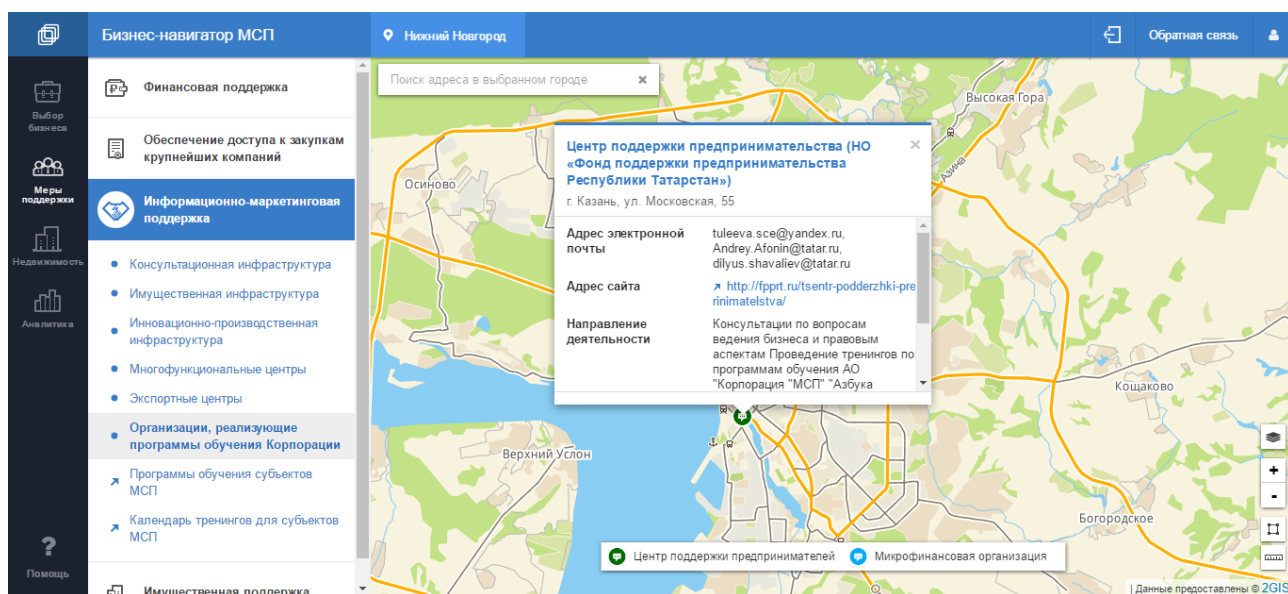 Бизнес-навигатор МСП
Нижний Новгород
Обратная связь
Выбор
бизнеса
Меры
поддержки
Недвижимость
Аналитика
Помощь
Финансовая поддержка
Обеспечение доступа к закупкам
крупнейших компаний
Информационно-маркетинговая
поддержка
Консультационная инфраструктура
Имущественная инфраструктура
Инновационно-производственная
инфраструктура
Многофункциональные центры
Экспортные центры
Организации, реализующие
программы обучения Корпорации
Программы обучения субъектов
МСП
Календарь тренингов для субъектов
МСП
Имущественная поддержка
Поиск адреса в выбранном городе
Высокая Гора
Осиново
Азино
Центр поддержки предпринимательства (НО
«Фонд поддержки предпринимательства
Республики Татарстан»)
г. Казань, ул. Московская, 55
Адрес электронной
почты
tuleeva.sce@yandex.ru,
Andrey.Afonin@tatar.ru,
dilyus.shavaliev@tatar.ru
Адрес сайта
http://fpprt.ru/tsentr-podderzhki-pre
rinimatelstva/
Направление
деятельности
Консультации по вопросам
ведения бизнеса и правовым
аспектам Проведение тренингов по
программам обучения АО
"Корпорация "МСП" "Азбука
Кощаково
Верхний Услон
Богородское
Центр поддержки предпринимателей
Микрофинансовая организация
Данные предоставлены © 2GIS